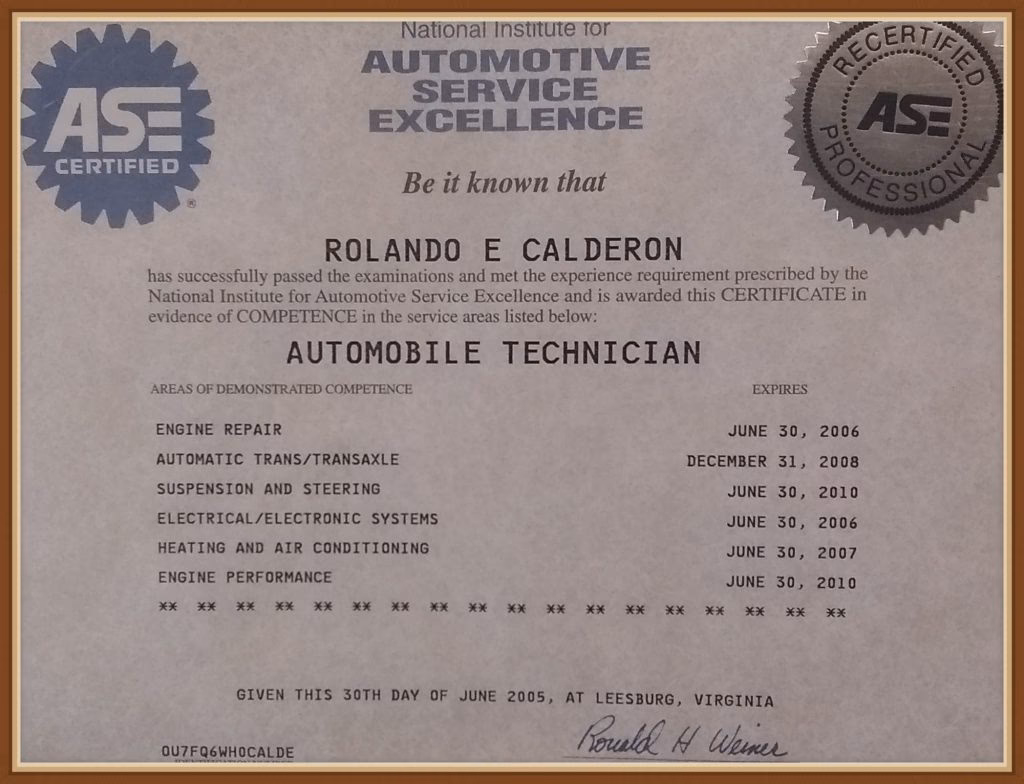 National Institute for
AUTOMOTIVE
SERVICE
EXCELLENCE
ASE
CERTIFIED
®
RECERTIFIED
ASE
PROFESSIONAL
Be it known that
ROLANDO E CALDERON
has successfully passed the examinations and met the experience requirement prescribed by the
National Institute for Automotive Service Excellence and is awarded this CERTIFICATE in
evidence of COMPETENCE in the service areas listed below:
AUTOMOBILE TECHNICIAN
AREAS OF DEMONSTRATED COMPETENCE EXPIRES
ENGINE REPAIR JUNE 30, 2006
AUTOMATIC TRANS/TRANSAXLE DECEMBER 31, 2008
SUSPENSION AND STEERING JUNE 30, 2010
ELECTRICAL/ELECTRONIC SYSTEMS JUNE 30, 2006
HEATING AND AIR CONDITIONING JUNE 30, 2007
ENGINE PERFORMANCE JUNE 30, 2010
** ** ** ** ** ** ** ** ** ** ** ** ** ** ** ** ** **
GIVEN THIS 30TH DAY OF JUNE 2005, AT LEESBURG, VIRGINIA
Ronald H Weiner
OU7FQ6WHOCALDE
IDENTIFICATION NUMBER